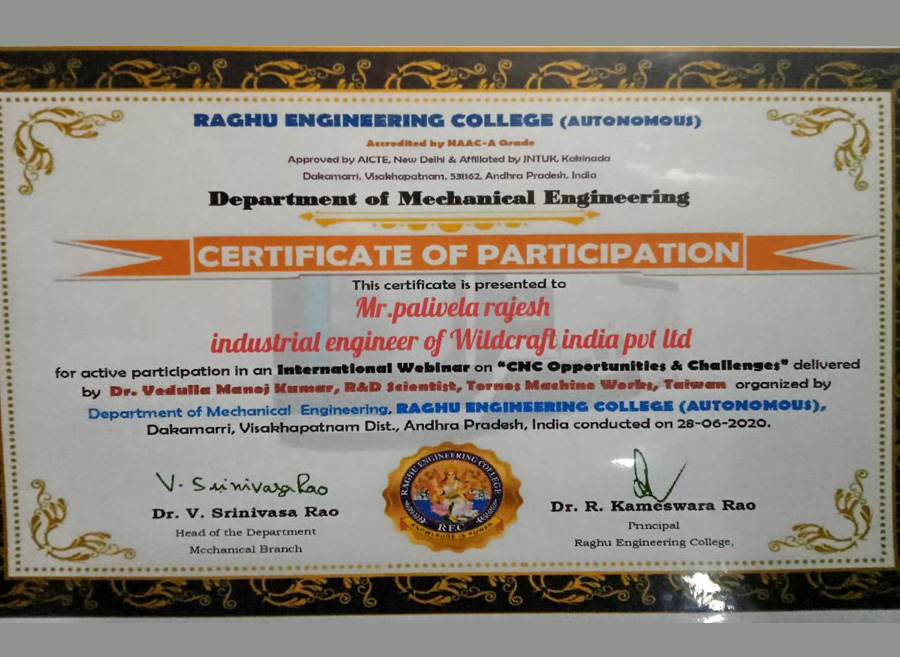 RAGHU ENGINEERING COLLEGE (AUTONOMOUS)
Accredited by NAAC-A Grade
Approved by AICTE, New Delhi & Affiliated by JNTUK, Kakinada
Dakamarri, Visakhapatnam, 531162, Andhra Pradesh, India
Department of Mechanical Engineering
CERTIFICATE OF PARTICIPATION
This certificate is presented to
Mr.palivela rajesh
industrial engineer of Wildcraft india pvt ltd
for active participation in an International Webinar on "CNC Opportunities & Challenges" delivered
by Dr. Vedulla Manoj Kumar, R&D Scientist, Tornos Machine Works, Taiwan organized by
Department of Mechanical Engineering, RAGHU ENGINEERING COLLEGE (AUTONOMOUS),
Dakamarri, Visakhapatnam Dist., Andhra Pradesh, India conducted on 28-06-2020.
V. Srinivasa Rao
Dr. V. Srinivasa Rao
Head of the Department
Mechanical Branch
RAGHU ENGINEERING COLLEGE
REC
KNOWLEDGE IS POWER
Dr. R. Kameswara Rao
Principal
Raghu Engineering College,